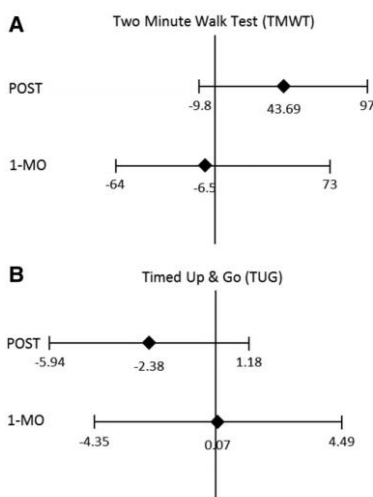 A
Two Minute Walk Test (TMWT)
POST
-9.8
43.69
97
1-MO
-64
-6.5
73
B
Timed Up & Go (TUG)
POST
-5.94
-2.38
1.18
1-MO
-4.35
0.07
4.49